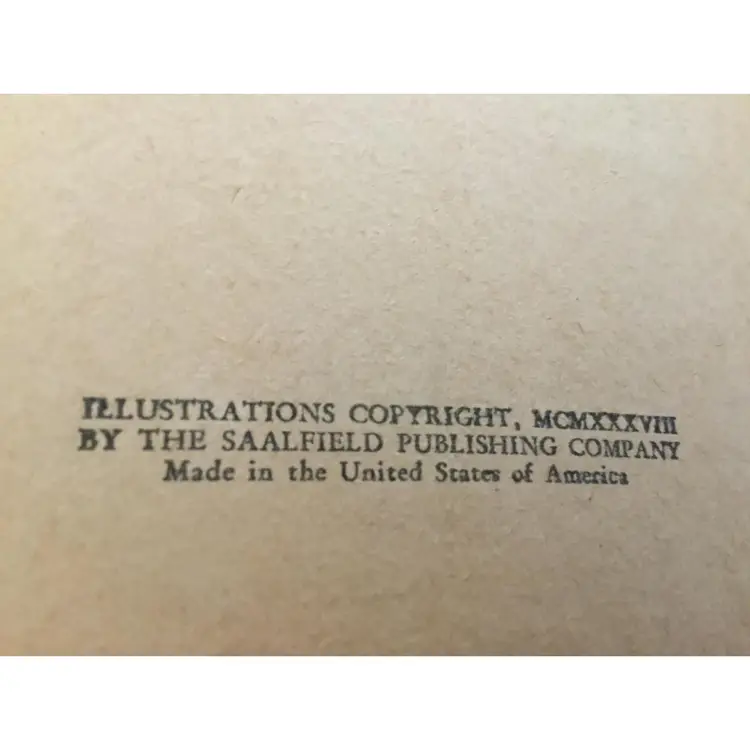 ILLUSTRATIONS COPYRIGHT, MCMXXXVIII
BY THE SAALFIELD PUBLISHING COMPANY
Made in the United States of America